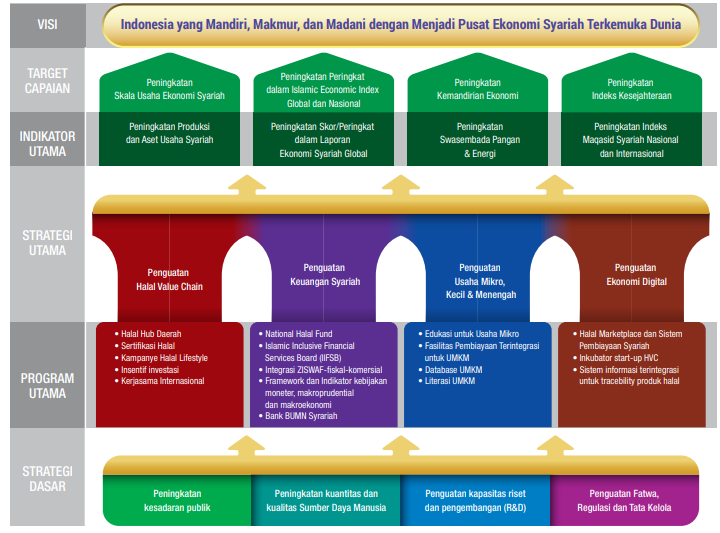 VISI
Indonesia yang Mandiri, Makmur, dan Madani dengan Menjadi Pusat Ekonomi Syariah Terkemuka Dunia
TARGET
CAPAIAN
Peningkatan
Skala Usaha Ekonomi Syariah
Peningkatan Peringkat
dalam Islamic Economic Index
Global dan Nasional
Peningkatan
Kemandirian Ekonomi
Peningkatan
Indeks Kesejahteraan
INDIKATOR
UTAMA
Peningkatan Produksi
dan Aset Usaha Syariah
Peningkatan Skor/Peringkat
dalam Laporan
Ekonomi Syariah Global
Peningkatan
Swasembada Pangan
& Energi
Peningkatan Indeks
Maqasid Syariah Nasional
dan Internasional
STRATEGI
UTAMA
Penguatan
Halal Value Chain
Penguatan
Keuangan Syariah
Penguatan
Usaha Mikro,
Kecil & Menengah
Penguatan
Ekonomi Digital
PROGRAM
UTAMA
• Halal Hub Daerah
• Sertifikasi Halal
• Kampanye Halal Lifestyle
• Insentif investasi
• Kerjasama Internasional
• National Halal Fund
• Islamic Inclusive Financial
Services Board (IIFSB)
• Integrasi ZISWAF-fiskal-komersial
• Framework dan Indikator kebijakan
moneter, makroprudential
dan makroekonomi
• Bank BUMN Syrariah
• Edukasi untuk Usaha Mikro
• Fasilitas Pembiayaan Terintegrasi
untuk UMKM
• Database UMKM
• Literasi UMKM
• Halal Marketplace dan Sistem
Pembiayaan Syariah
• Inkubator start-up HVC
• Sistem informasi terintegrasi
untuk tracebility produk halal
STRATEGI
DASAR
Peningkatan
kesadaran publik
Peningkatan kuantitas dan
kualitas Sumber Daya Manusia
Penguatan kapasitas riset
dan pengembangan (R&D)
Penguatan Fatwa,
Regulasi dan Tata Kelola